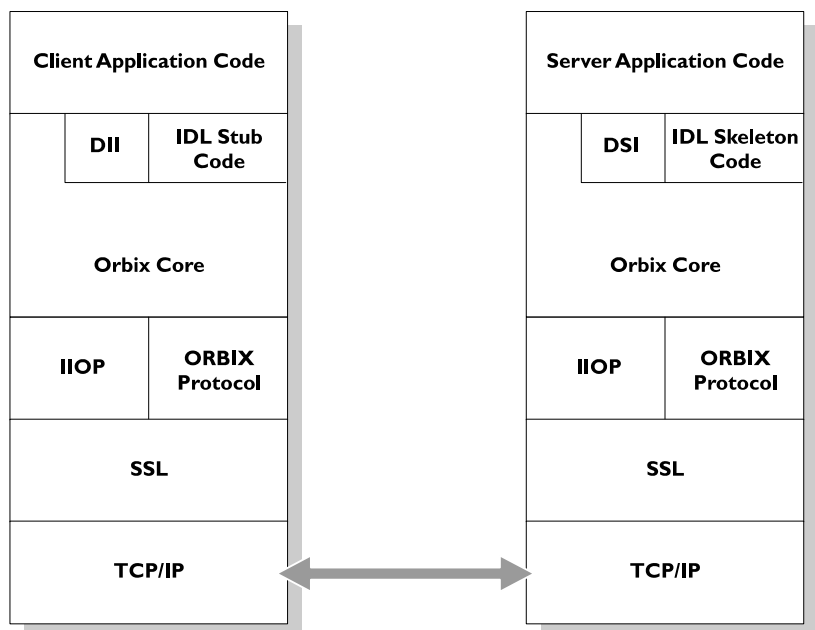 Client Application Code
DII
IDL Stub
Code
Orbix Core
IIOP
ORBIX
Protocol
SSL
TCP/IP
Server Application Code
DSI
IDL Skeleton
Code
Orbix Core
IIOP
ORBIX
Protocol
SSL
TCP/IP